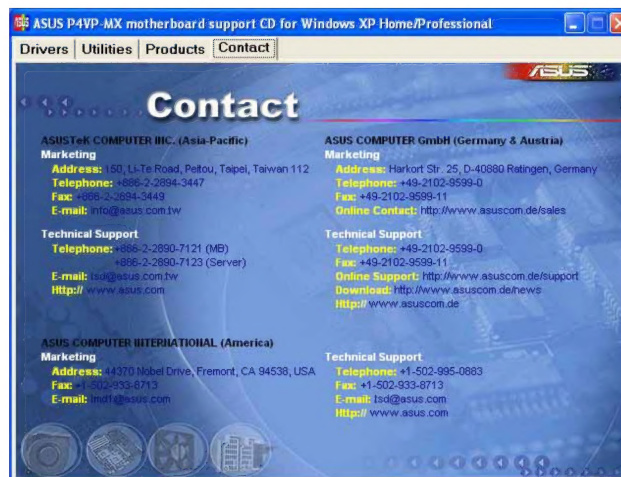 ASUS P4VP-MX motherboard support CD for Windows XP Home/Professional
Drivers Utilities Products Contact
ASUS
Contact
ASUSTeK COMPUTER INC. (Asia-Pacific)
Marketing
Address: 150, Li-Te Road, Peitou, Taipei, Taiwan 112
Telephone: +886-2-2894-3447
Fax: +886-2-2894-3449
E-mail: info@asus.com.tw
Technical Support
Telephone: +886-2-2890-7121 (MB)
+886-2-2890-7123 (Server)
E-mail: tsd@asus.com.tw
Http:// www.asus.com
ASUS COMPUTER GmbH (Germany & Austria)
Marketing
Address: Harkort Str. 25, D-40880 Ratingen, Germany
Telephone: +49-2102-9599-0
Fax: +49-2102-9599-11
Online Contact: http://www.asuscom.de/sales
Technical Support
Telephone: +49-2102-9599-0
Fax: +49-2102-9599-11
Online Support: http://www.asuscom.de/support
Download: http://www.asuscom.de/news
Http:// www.asuscom.de
ASUS COMPUTER INTERNATIONAL (America)
Marketing
Address: 44370 Nobel Drive, Fremont, CA 94538, USA
Fax: +1-502-933-8713
E-mail: tmd1@asus.com
Technical Support
Telephone: +1-502-995-0883
Fax: +1-502-933-8713
E-mail: tsd@asus.com
Http:// www.asus.com